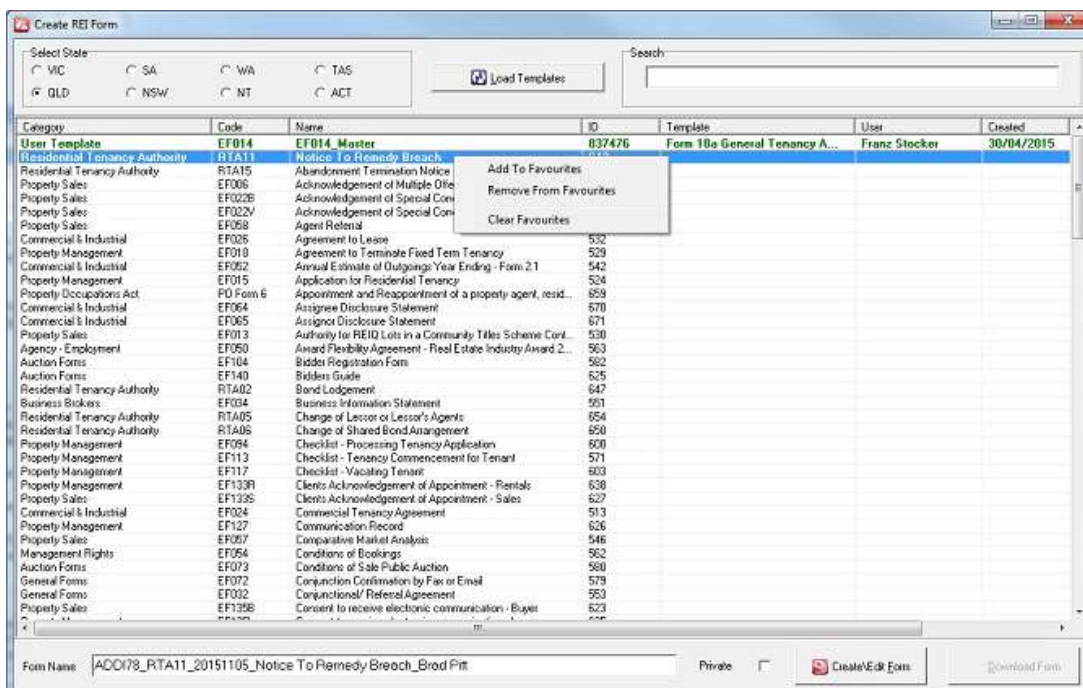 Create REI Form
Select State
VIC SA WA TAS
QLD NSW NT ACT
Load Templates
Search
Category Code Name ID Template User Created
User Template EF014 EF014_Master 837476 Form 18a General Tenancy A... Franz Stocker 30/04/2015
Residential Tenancy Authority RTA11 Notice To Remedy Breach
Add To Favourites
Remove From Favourites
Clear Favourites
Residential Tenancy Authority RTA15 Abandonment Termination Notice
Property Sales EF006 Acknowledgement of Multiple Offe
Property Sales EF022B Acknowledgement of Special Con
Property Sales EF022V Acknowledgement of Special Con
Property Sales EF058 Agent Referral
Commercial & Industrial EF026 Agreement to Lease 532
Property Management EF018 Agreement to Terminate Fixed Term Tenancy 529
Commercial & Industrial EF052 Annual Estimate of Outgoings Year Ending - Form 2.1 542
Property Management EF015 Application for Residential Tenancy 524
Property Occupations Act PO Form 6 Appointment and Reappointment of a property agent, resid... 659
Commercial & Industrial EF064 Assignee Disclosure Statement 670
Commercial & Industrial EF065 Assignor Disclosure Statement 671
Property Sales EF013 Authority for REIQ Lots in a Community Titles Scheme Cont... 530
Agency - Employment EF050 Award Flexibility Agreement - Real Estate Industry Award 2... 563
Auction Forms EF104 Bidder Registration Form 582
Auction Forms EF140 Bidders Guide 625
Residential Tenancy Authority RTA02 Bond Lodgement 647
Business Brokers EF034 Business Information Statement 551
Residential Tenancy Authority RTA05 Change of Lessor or Lessor's Agents 654
Residential Tenancy Authority RTA06 Change of Shared Bond Arrangement 650
Property Management EF094 Checklist - Processing Tenancy Application 600
Property Management EF113 Checklist - Tenancy Commencement for Tenant 571
Property Management EF117 Checklist - Vacating Tenant 603
Property Management EF133R Clients Acknowledgement of Appointment - Rentals 638
Property Sales EF133S Clients Acknowledgement of Appointment - Sales 627
Commercial & Industrial EF024 Commercial Tenancy Agreement 513
Property Management EF127 Communication Record 626
Property Sales EF057 Comparative Market Analysis 546
Management Rights EF054 Conditions of Bookings 562
Auction Forms EF073 Conditions of Sale Public Auction 580
General Forms EF072 Conjunction Confirmation by Fax or Email 579
General Forms EF032 Conjunctional/ Referral Agreement 553
Property Sales EF135B Consent to receive electronic communication - Buyer 623
Form Name ADDI78_RTA11_20151105_Notice To Remedy Breach_Brad Pitt Private Create\Edit Form Download Form